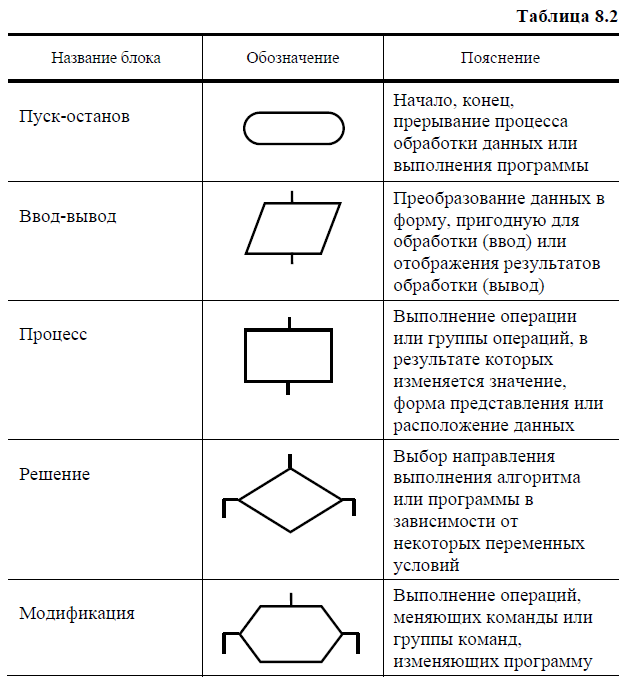 Таблица 8.2
Название блока
Обозначение
Пояснение
Пуск-останов
Начало, конец,
прерывание процесса
обработки данных или
выполнения программы
Ввод-вывод
Преобразование данных в
форму, пригодную для
обработки (ввод) или
отображения результатов
обработки (вывод)
Процесс
Выполнение операции
или группы операций, в
результате которых
изменяется значение,
форма представления или
расположение данных
Решение
Выбор направления
выполнения алгоритма
или программы в
зависимости от
некоторых переменных
условий
Модификация
Выполнение операций,
меняющих команды или
группы команд,
изменяющих программу